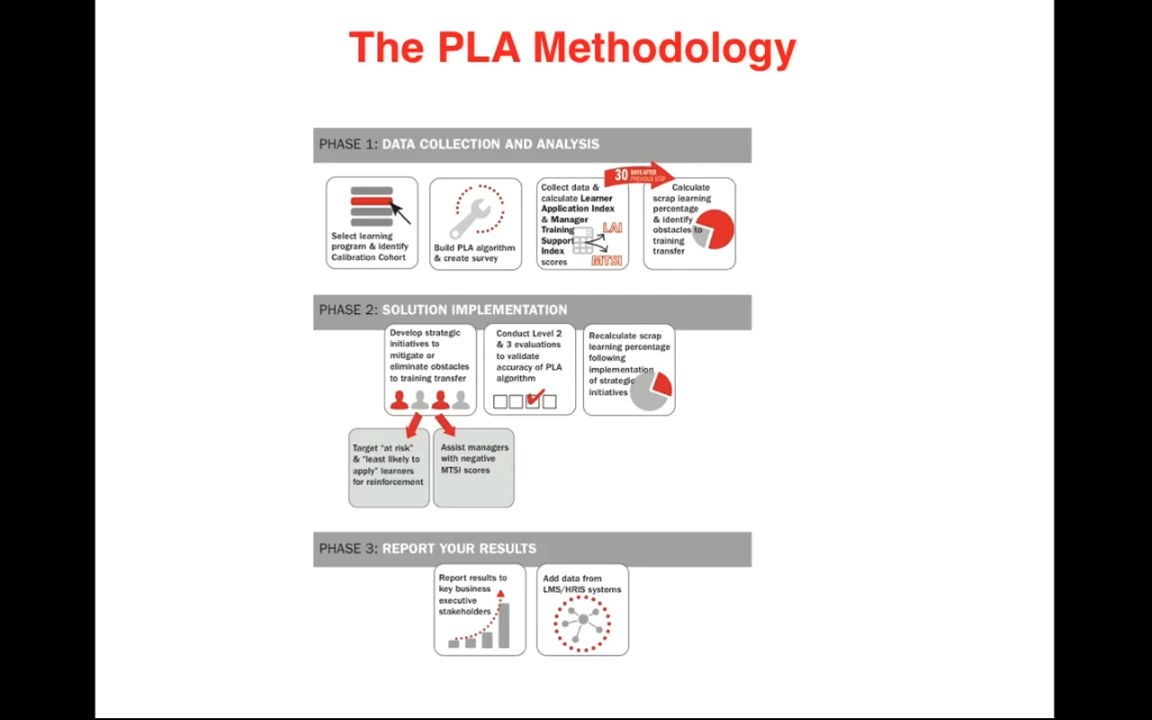 The PLA Methodology
PHASE 1: DATA COLLECTION AND ANALYSIS
Select learning
program & identify
Calibration Cohort
Build PLA algorithm
& create survey
Collect data &
calculate Learner
Application Index
& Manager
Training
Support
Index
scores
LAI
MTSI
30 DAYS AFTER
PREVIOUS STEP
Calculate
scrap learning
percentage
& identify
obstacles to
training
transfer
PHASE 2: SOLUTION IMPLEMENTATION
Develop strategic
initiatives to
mitigate or
eliminate obstacles
to training transfer
Conduct Level 2
& 3 evaluations
to validate
accuracy of PLA
algorithm
Recalculate scrap
learning percentage
following
implementation
of strategic
initiatives
Target "at risk"
& "least likely to
apply" learners
for reinforcement
Assist managers
with negative
MTSI scores
PHASE 3: REPORT YOUR RESULTS
Report results to
key business
executive
stakeholders
Add data from
LMS/HRIS systems